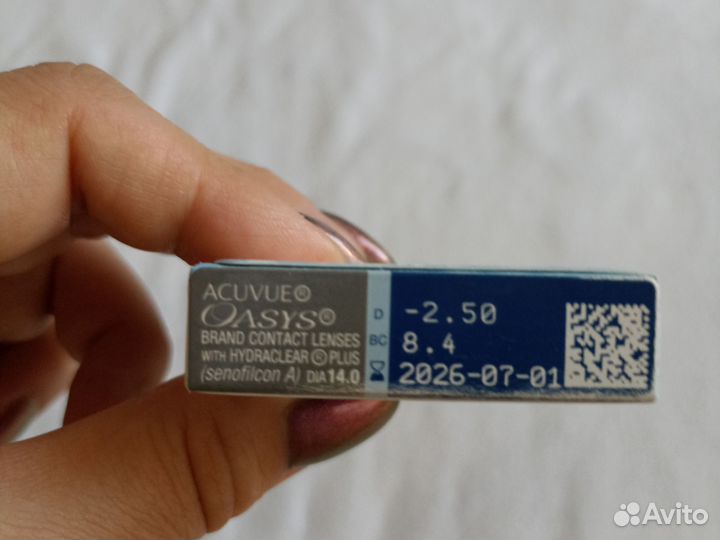 ACUVUE®
OASYS®
BRAND CONTACT LENSES
WITH HYDRACLEAR® PLUS
(senofilcon A) DIA 14.0
D -2.50
BC 8.4
2026-07-01
Avito